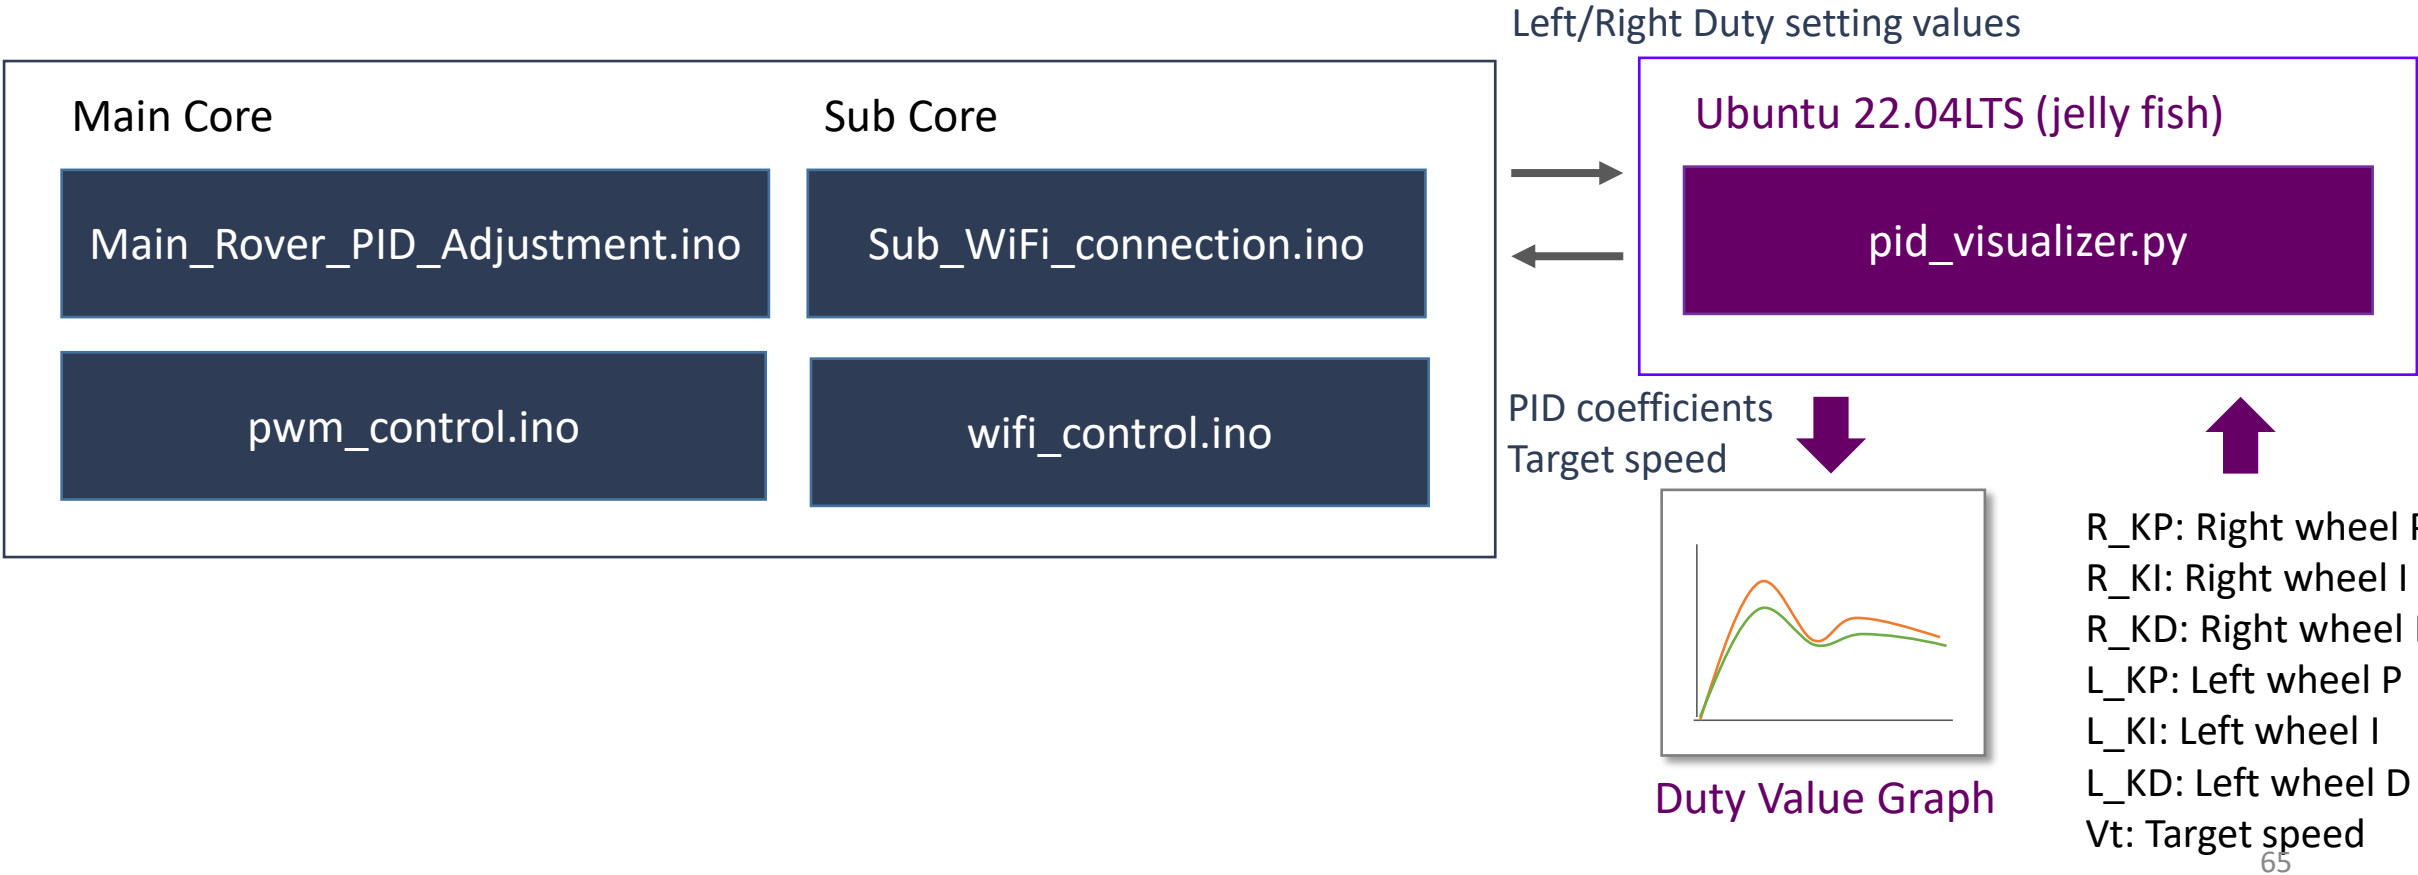 Left/Right Duty setting values
Main Core
Sub Core
Ubuntu 22.04LTS (jelly fish)
Main_Rover_PID_Adjustment.ino
Sub_WiFi_connection.ino
pid_visualizer.py
pwm_control.ino
wifi_control.ino
PID coefficients
Target speed
Duty Value Graph
R_KP: Right wheel
R_KI: Right wheel I
R_KD: Right wheel
L_KP: Left wheel P
L_KI: Left wheel I
L_KD: Left wheel D
Vt: Target speed
65